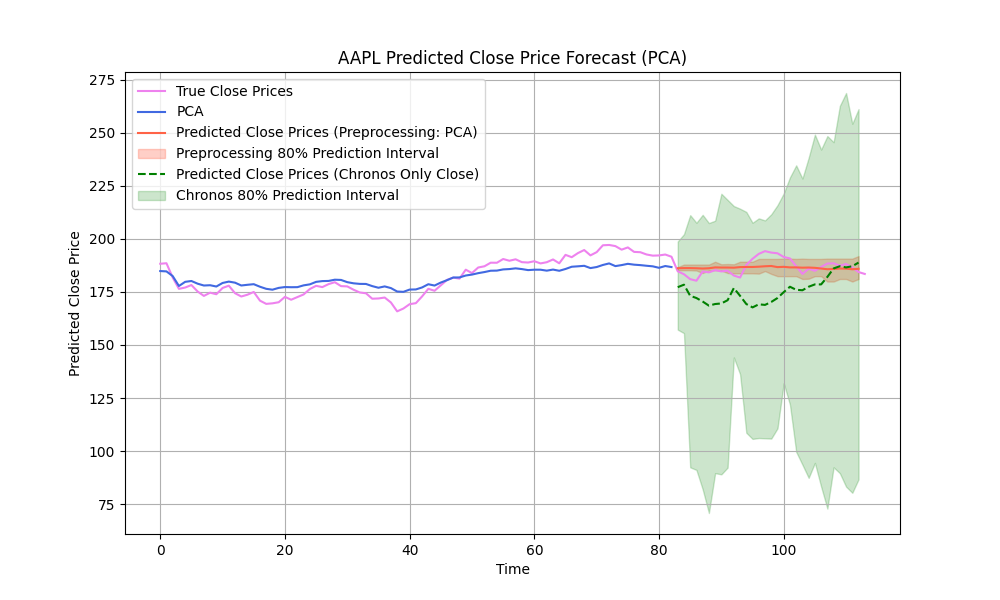 AAPL Predicted Close Price Forecast (PCA)
True Close Prices
PCA
Predicted Close Prices (Preprocessing: PCA)
Preprocessing 80% Prediction Interval
Predicted Close Prices (Chronos Only Close)
Chronos 80% Prediction Interval
Predicted Close Price
275
250
225
200
175
150
125
100
75
0 20 40 60 80 100
Time